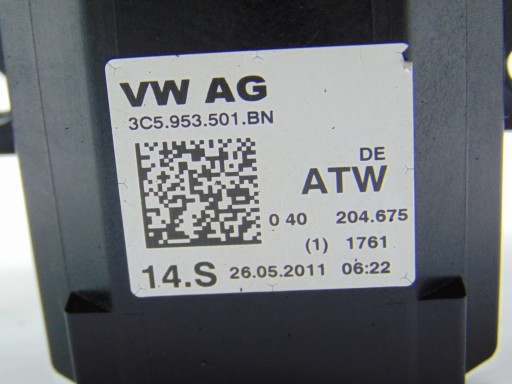 VW AG
3C5.953.501.BN
DE
ATW
0 40 204.675
(1) 1761
14.S 26.05.2011 06:22